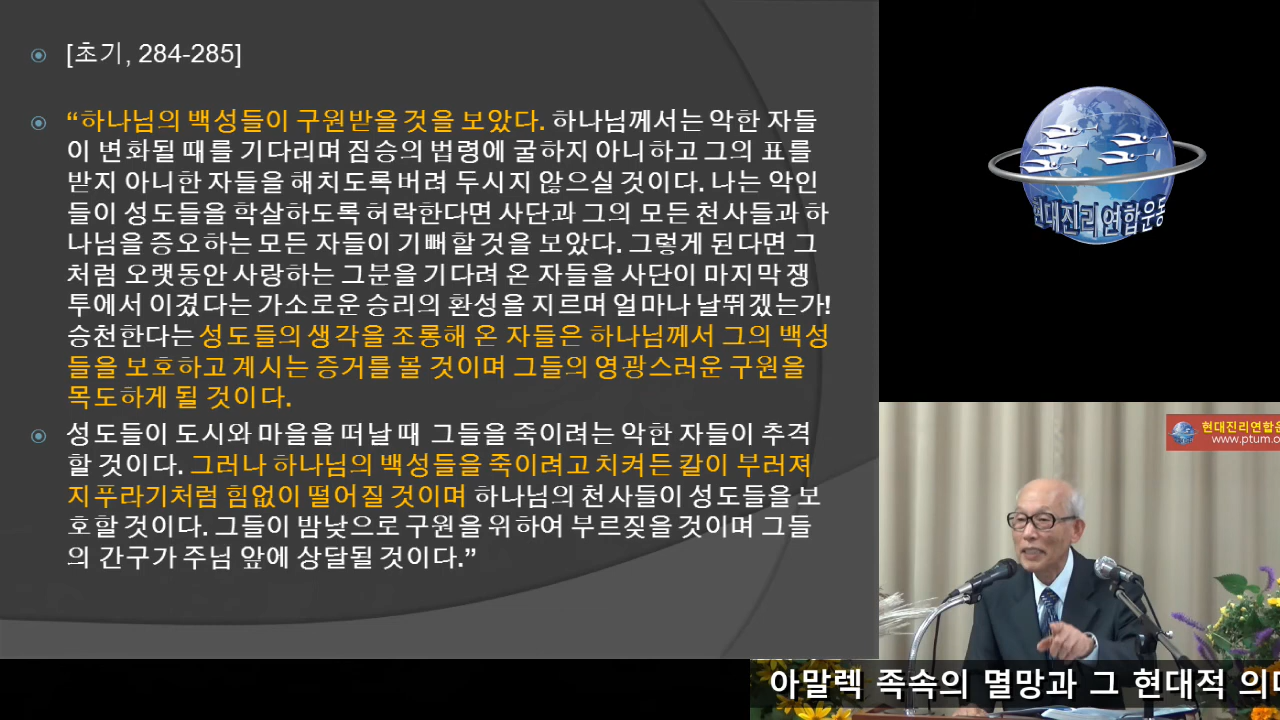 [초기, 284-285]
“하나님의 백성들이 구원받을 것을 보았다. 하나님께서는 악한 자들
이 변화될 때를 기다리며 짐승의 법령에 굴하지 아니하고 그의 표를
받지 아니한 자들을 해치도록 버려 두시지 않으실 것이다. 나는 악인
들이 성도들을 학살하도록 허락한다면 사단과 그의 모든 천사들과 하
나님을 증오하는 모든 자들이 기뻐할 것을 보았다. 그렇게 된다면 그
처럼 오랫동안 사랑하는 그분을 기다려 온 자들을 사단이 마지막 쟁
투에서 이겼다는 가소로운 승리의 환성을 지르며 얼마나 날뛰겠는가!
승천한다는 성도들의 생각을 조롱해 온 자들은 하나님께서 그의 백성
들을 보호하고 계시는 증거를 볼 것이며 그들의 영광스러운 구원을
목도하게 될 것이다.
성도들이 도시와 마을을 떠날 때 그들을 죽이려는 악한 자들이 추격
할 것이다. 그러나 하나님의 백성들을 죽이려고 치켜든 칼이 부러져
지푸라기처럼 힘없이 떨어질 것이며 하나님의 천사들이 성도들을 보
호할 것이다. 그들이 밤낮으로 구원을 위하여 부르짖을 것이며 그들
의 간구가 주님 앞에 상달될 것이다.”
현대진리연합운동
현대진리연합운
www.ptum.o
아말렉 족속의 멸망과 그 현대적 의미